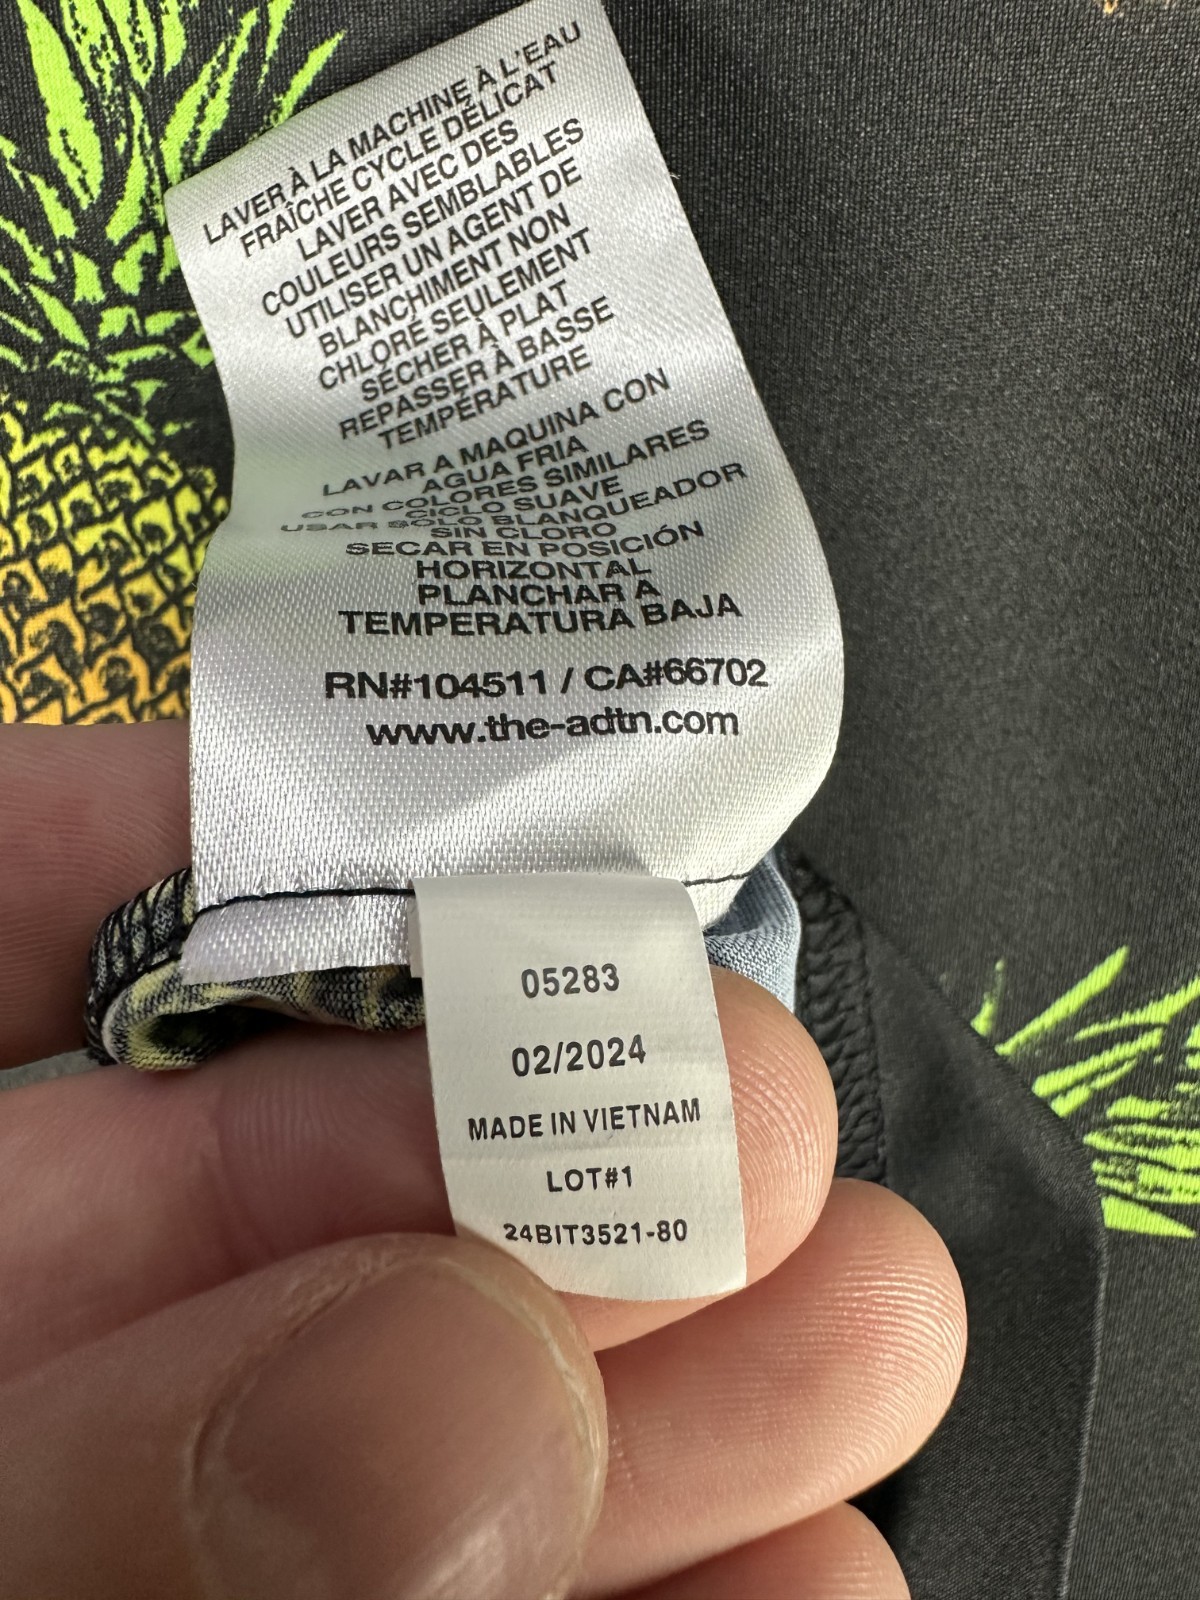 LAVER À LA MACHINE À L'EAU
FRAÎCHE CYCLE DÉLICAT
LAVER AVEC DES
COULEURS SEMBLABLES
UTILISER UN AGENT DE
BLANCHIMENT NON
CHLORÉ SEULEMENT
SÉCHER À PLAT
REPASSER À BASSE
TEMPÉRATURE
LAVAR A MAQUINA CON
AGUA FRIA
CON COLORES SIMILARES
CICLO SUAVE
USAR SOLO BLANQUEADOR
SIN CLORO
SECAR EN POSICIÓN
HORIZONTAL
PLANCHAR A
TEMPERATURA BAJA
RN#104511 / CA#66702
www.the-adtn.com
05283
02/2024
MADE IN VIETNAM
LOT#1
24BIT3521-80